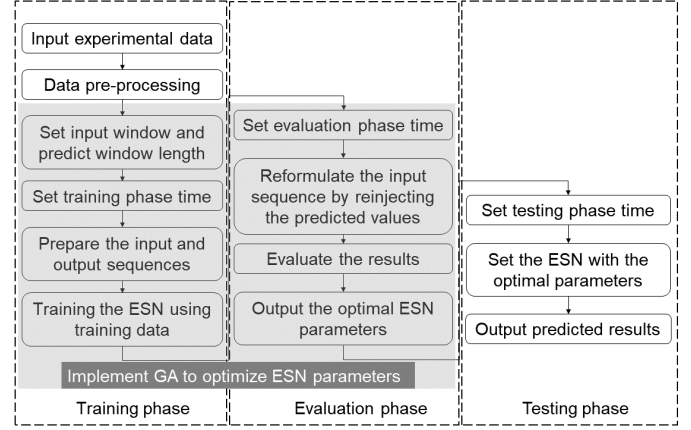 Input experimental data
Data pre-processing
Set input window and
predict window length
Set training phase time
Prepare the input and
output sequences
Training the ESN using
training data
Set evaluation phase time
Reformulate the input
sequence by reinjecting
the predicted values
Evaluate the results
Output the optimal ESN
parameters
Set testing phase time
Set the ESN with the
optimal parameters
Output predicted results
Implement GA to optimize ESN parameters
Training phase
Evaluation phase
Testing phase